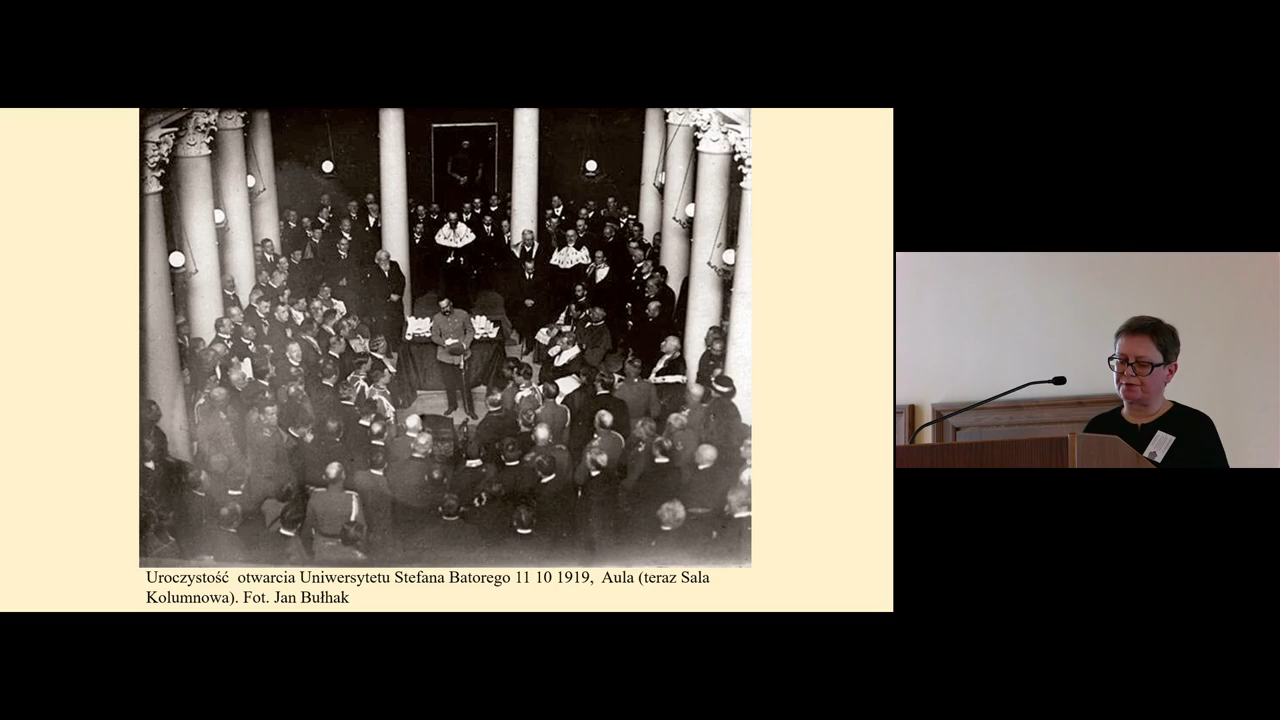 Uroczystość otwarcia Uniwersytetu Stefana Batorego 11 10 1919, Aula (teraz Sala
Kolumnowa). Fot. Jan Bułhak